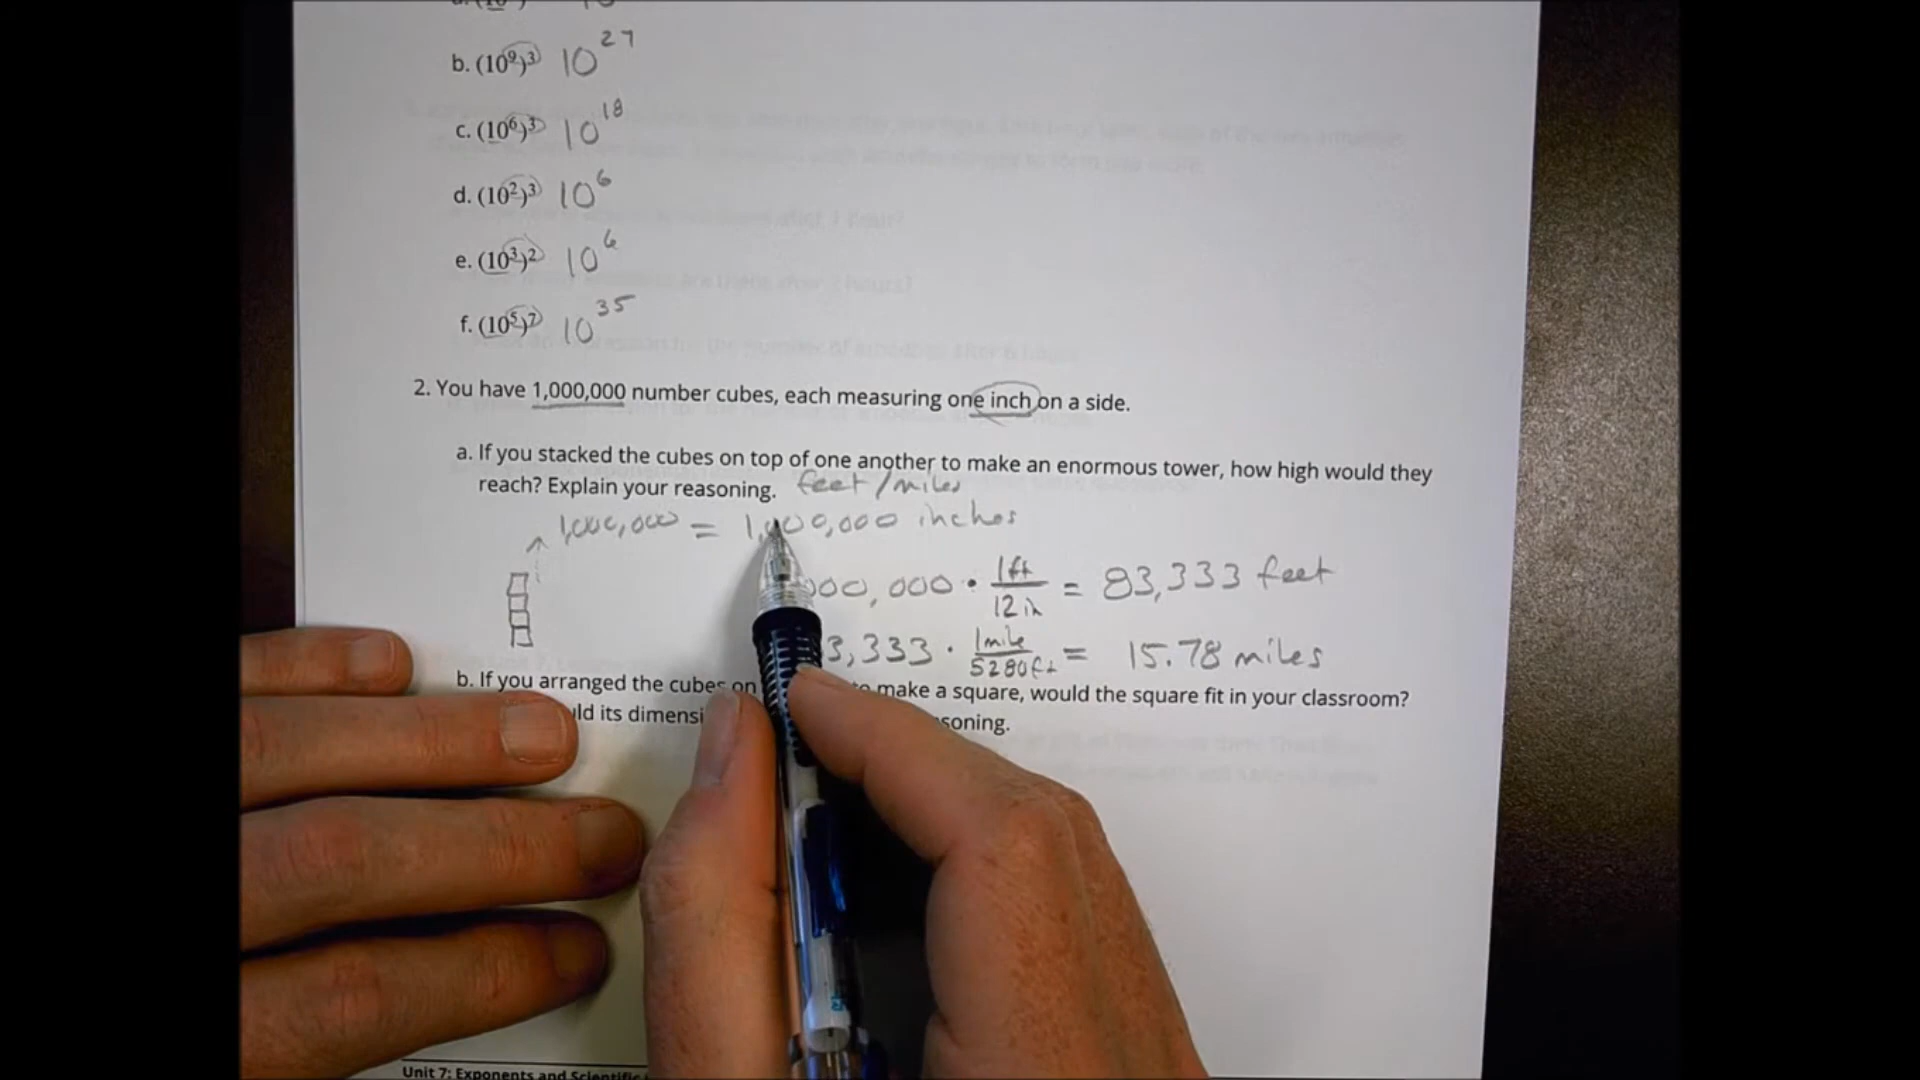 b. (10⁹)³ 10²⁷
c. (10⁶)³ 10¹⁸
d. (10²)³ 10⁶
e. (10³)² 10⁶
f. (10⁵)⁷ 10³⁵
2. You have 1,000,000 number cubes, each measuring one inch on a side.
a. If you stacked the cubes on top of one another to make an enormous tower, how high would they
reach? Explain your reasoning. feet/miles
1,000,000 = 1,000,000 inches
000,000 · 1ft/12in = 83,333 feet
3,333 · 1mile/5280ft = 15.78 miles
b. If you arranged the cubes on make a square, would the square fit in your classroom?
its
Unit 7: Exponents and